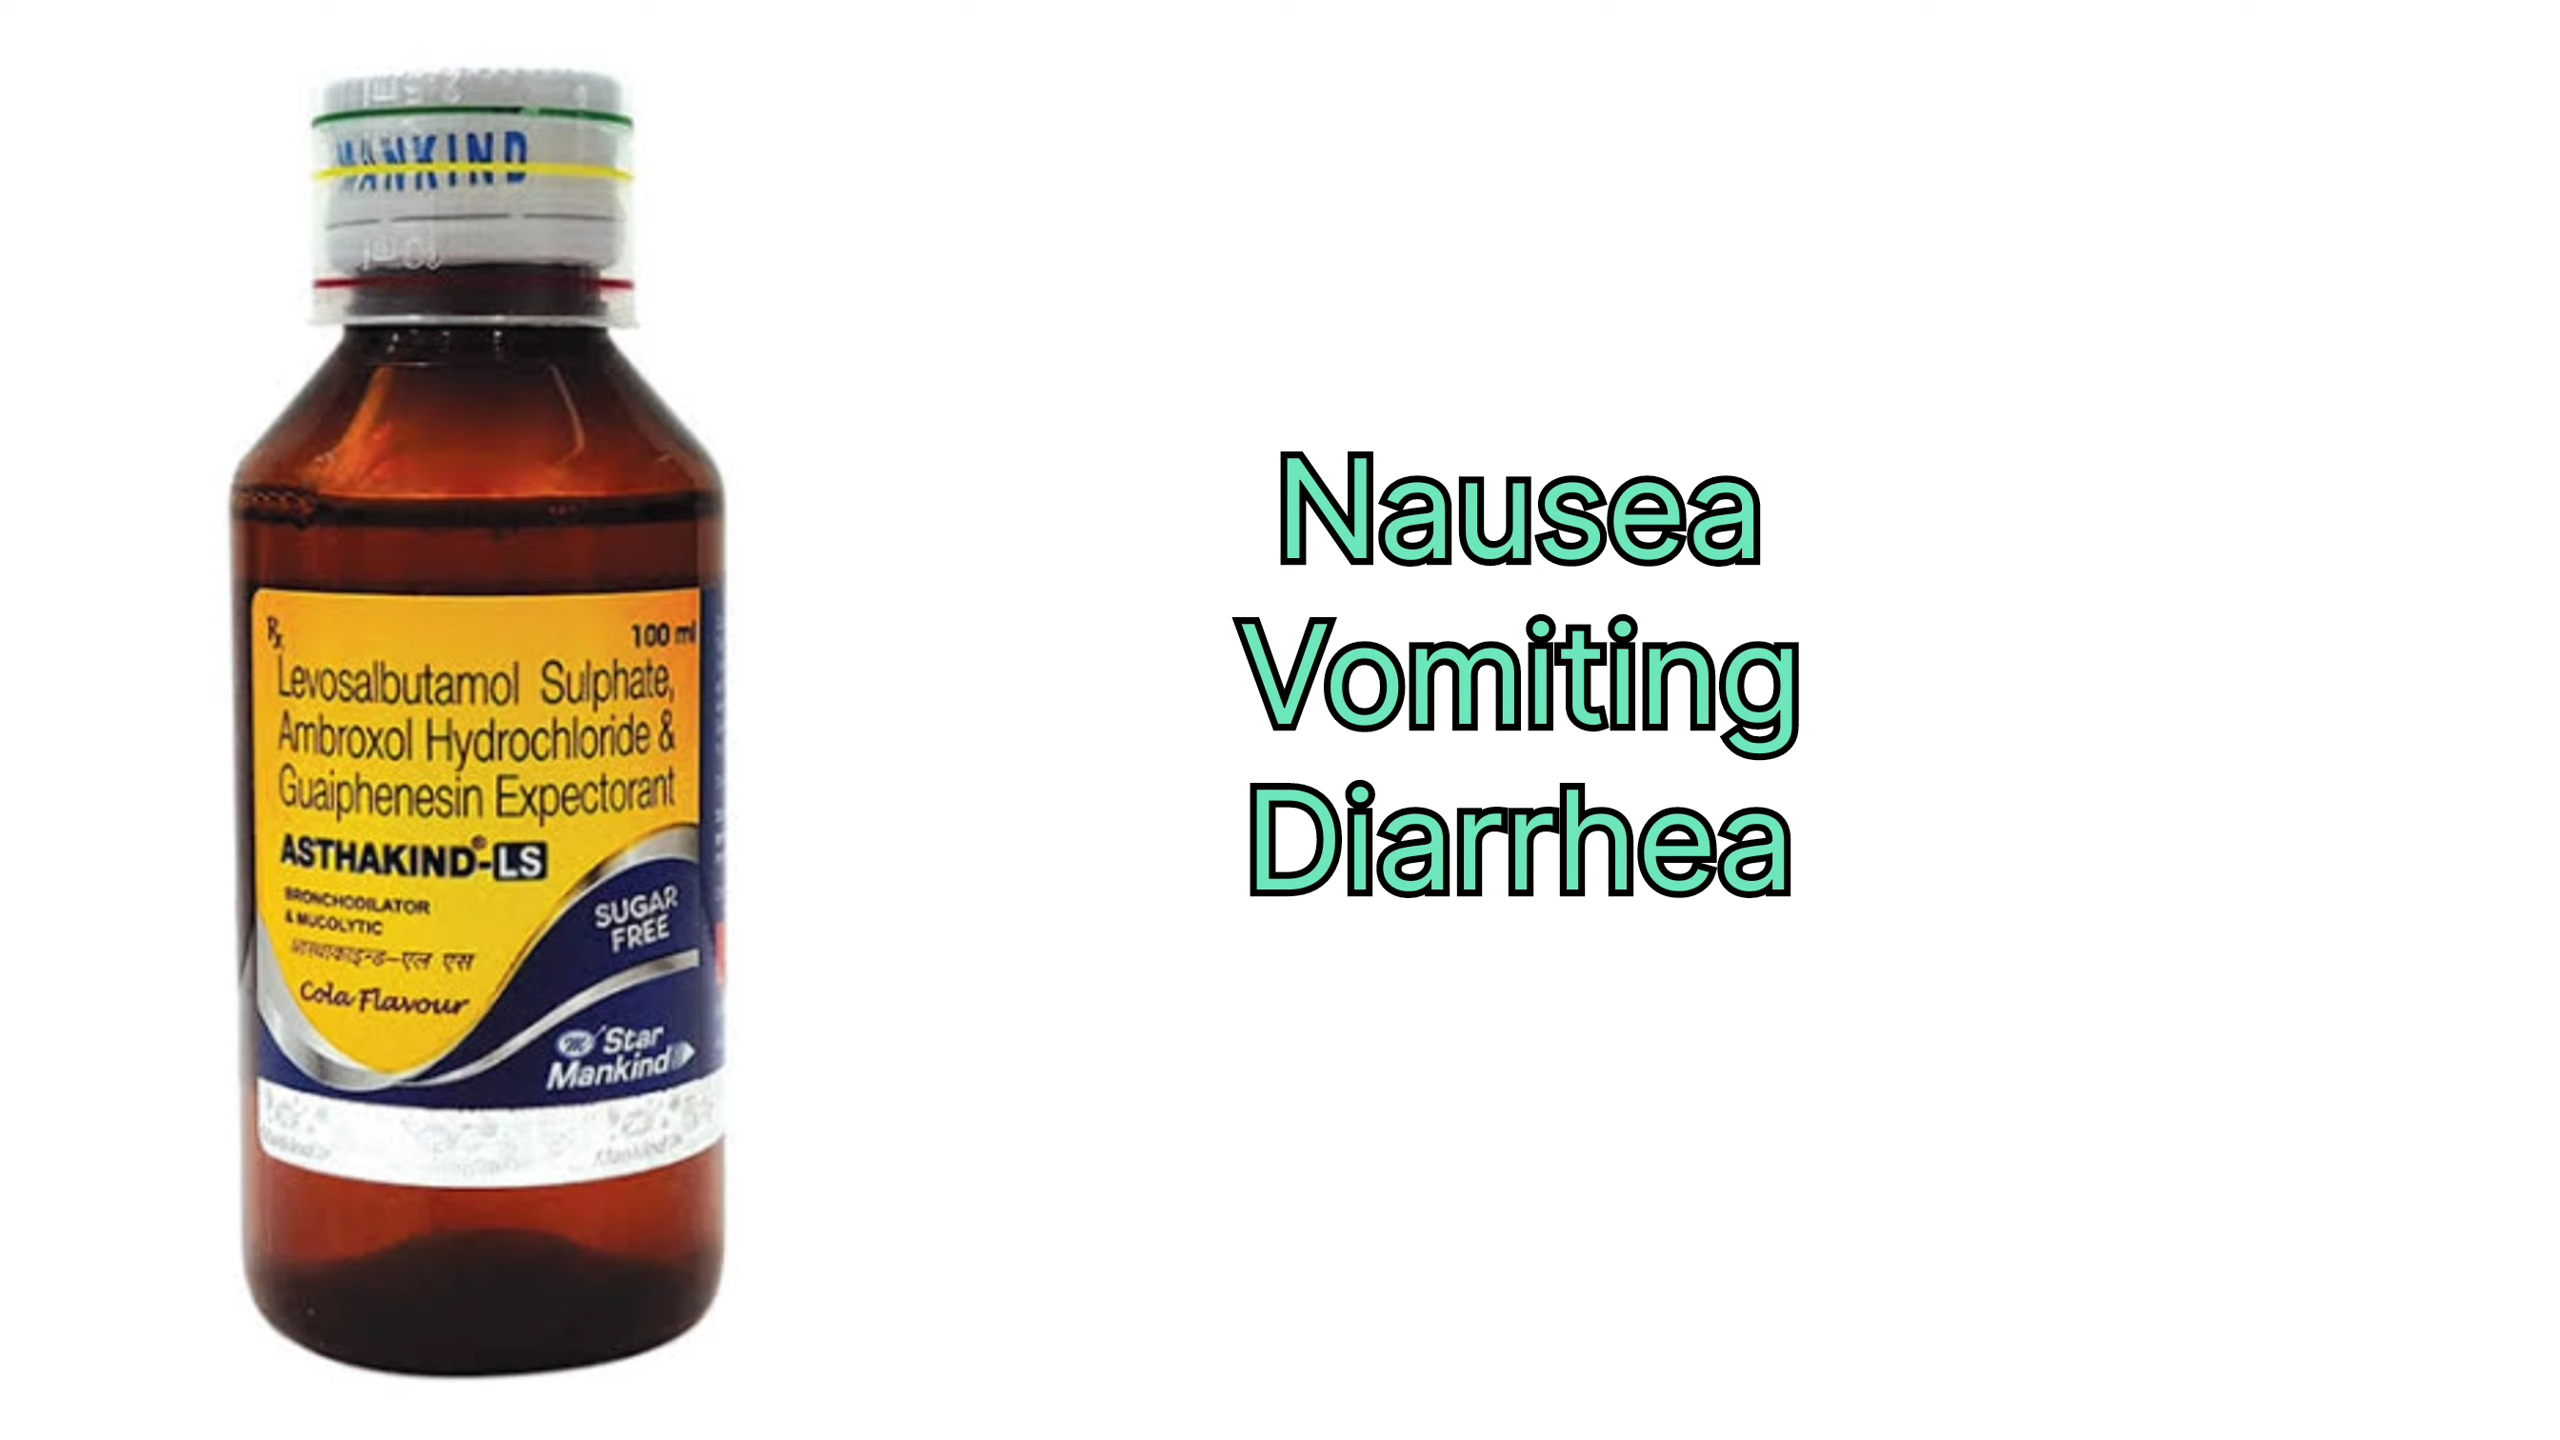 MANKIND
Rx
100 ml
Levosalbutamol Sulphate,
Ambroxol Hydrochloride &
Guaiphenesin Expectorant
ASTHAKIND®-LS
BRONCHODILATOR
& MUCOLYTIC
आस्थाकाइन्ड-एल एस
Cola Flavour
SUGAR
FREE
Star
Mankind
Nausea
Vomiting
Diarrhea